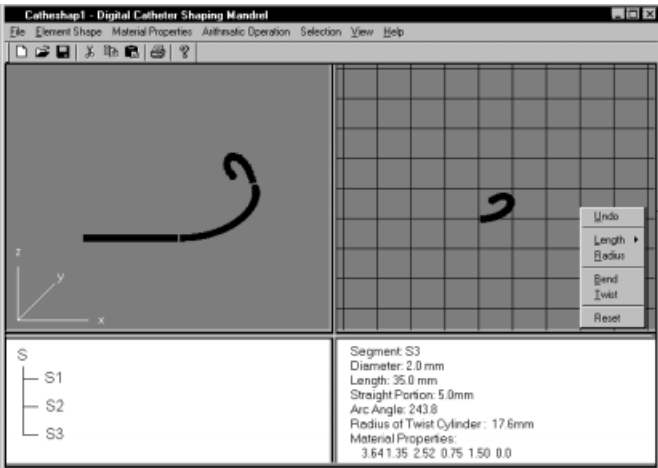 Catheshap1 - Digital Catheter Shaping Mandrel
File Element Shape Material Properties Arithmatic Operation Selection View Help
z
y
x
Undo
Length
Radius
Bend
Twist
Reset
S
S1
S2
S3
Segment: S3
Diameter: 2.0 mm
Length: 35.0 mm
Straight Portion: 5.0mm
Arc Angle: 243.8
Radius of Twist Cylinder : 17.6mm
Material Properties:
3.64 1.35 2.52 0.75 1.50 0.0